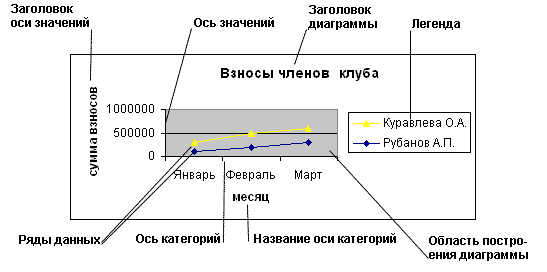 Заголовок
оси значений
Ось значений
Заголовок
диаграммы
Легенда
Взносы членов клуба
сумма взносов
1000000
500000
0
Январь Февраль Март
месяц
Куравлева О.А.
Рубанов А.П.
Ряды данных
Ось категорий
Название оси категорий
Область постро-
ения диаграммы